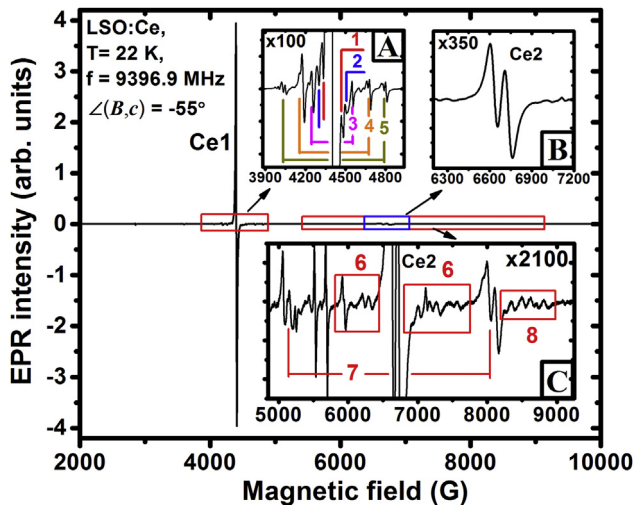 LSO:Ce,
T= 22 K,
f = 9396.9 MHz
∠(B,c) = -55°
Ce1
x100
A
1
2
3
4
5
3900 4200 4500 4800
x350
Ce2
B
6300 6600 6900 7200
Ce2
x2100
6
6
7
8
C
5000 6000 7000 8000 9000
EPR intensity (arb. units)
4
3
2
1
0
-1
-2
-3
-4
2000 4000 6000 8000 10000
Magnetic field (G)